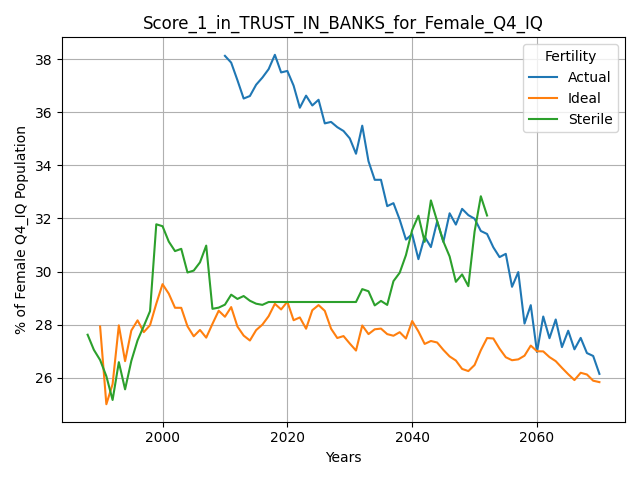 Score_1_in_TRUST_IN_BANKS_for_Female_Q4_IQ
% of Female Q4_IQ Population
38
36
34
32
30
28
26
Fertility
Actual
Ideal
Sterile
2000
2020
2040
2060
Years